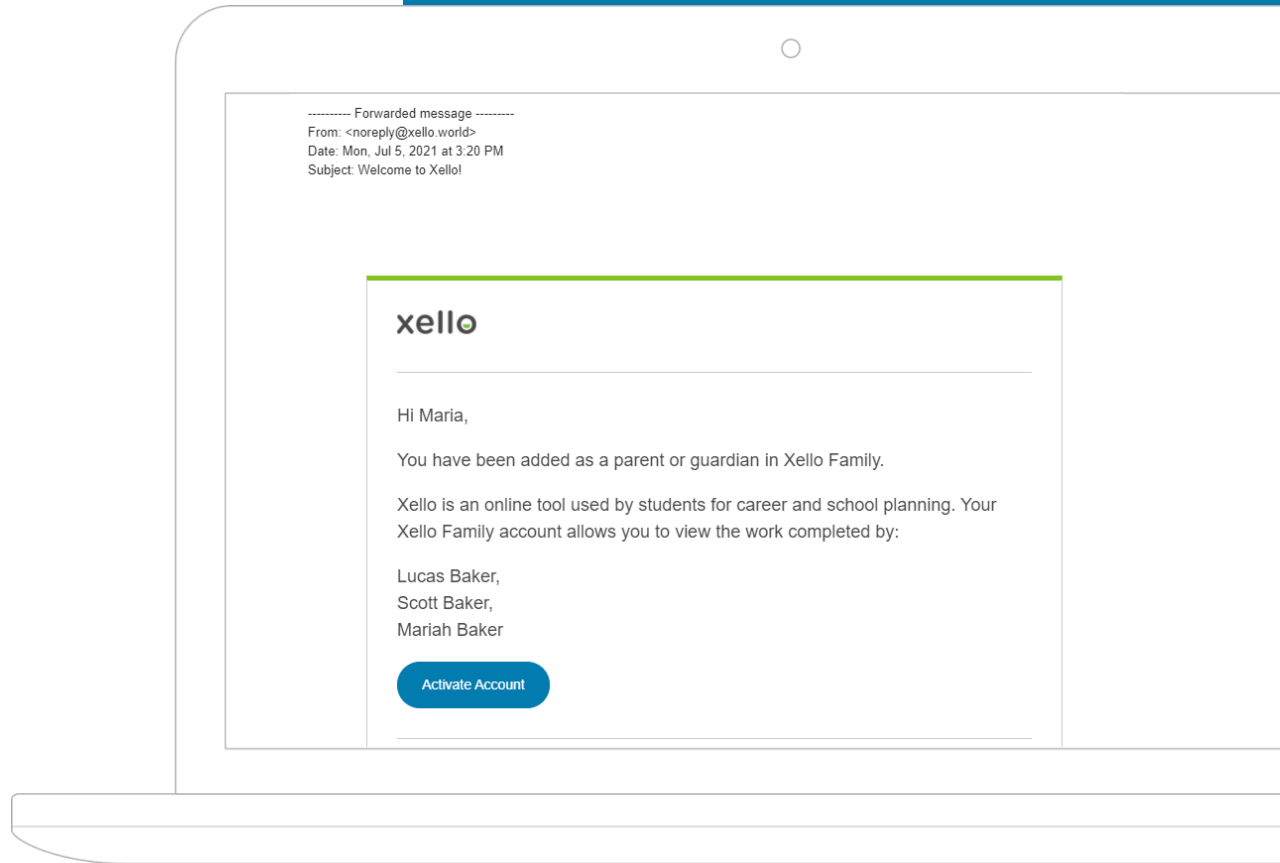 ---------- Forwarded message ---------
From: <noreply@xello.world>
Date: Mon, Jul 5, 2021 at 3:20 PM
Subject: Welcome to Xello!
xello
Hi Maria,
You have been added as a parent or guardian in Xello Family.
Xello is an online tool used by students for career and school planning. Your
Xello Family account allows you to view the work completed by:
Lucas Baker,
Scott Baker,
Mariah Baker
Activate Account